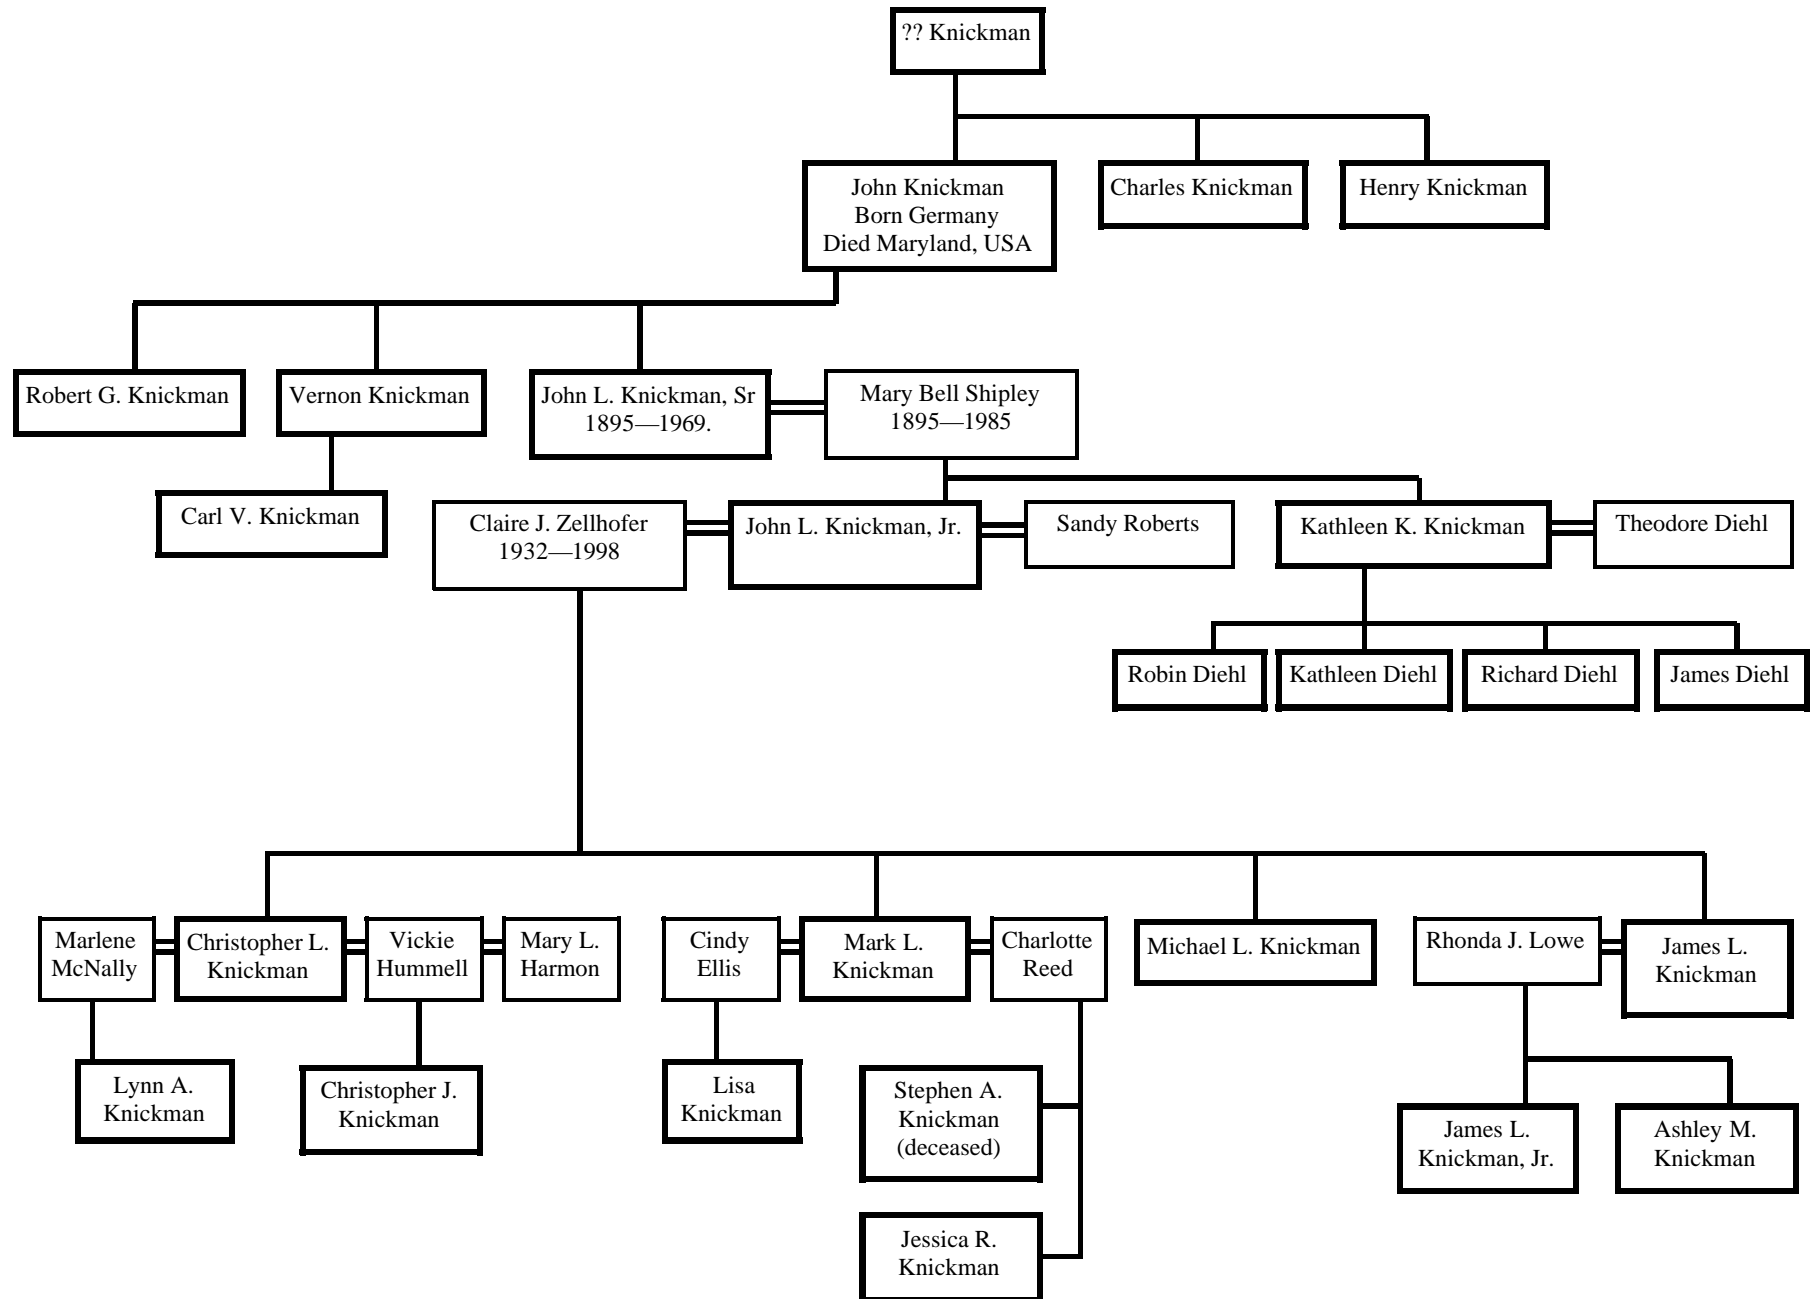 ?? Knickman
John Knickman
Born Germany
Died Maryland, USA
Charles Knickman
Henry Knickman
Robert G. Knickman
Vernon Knickman
John L. Knickman, Sr
1895—1969.
Mary Bell Shipley
1895—1985
Carl V. Knickman
Claire J. Zellhofer
1932—1998
John L. Knickman, Jr.
Sandy Roberts
Kathleen K. Knickman
Theodore Diehl
Robin Diehl
Kathleen Diehl
Richard Diehl
James Diehl
Marlene
McNally
Christopher L.
Knickman
Vickie
Hummell
Mary L.
Harmon
Cindy
Ellis
Mark L.
Knickman
Charlotte
Reed
Michael L. Knickman
Rhonda J. Lowe
James L.
Knickman
Lynn A.
Knickman
Christopher J.
Knickman
Lisa
Knickman
Stephen A.
Knickman
(deceased)
James L.
Knickman, Jr.
Ashley M.
Knickman
Jessica R.
Knickman